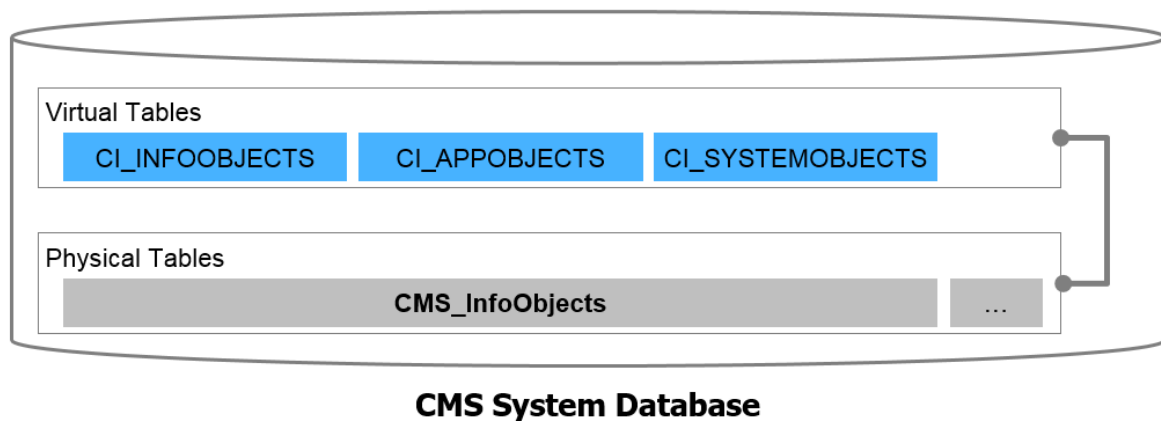 Virtual Tables
CI_INFOOBJECTS CI_APPOBJECTS CI_SYSTEMOBJECTS
Physical Tables
CMS_InfoObjects ...
CMS System Database